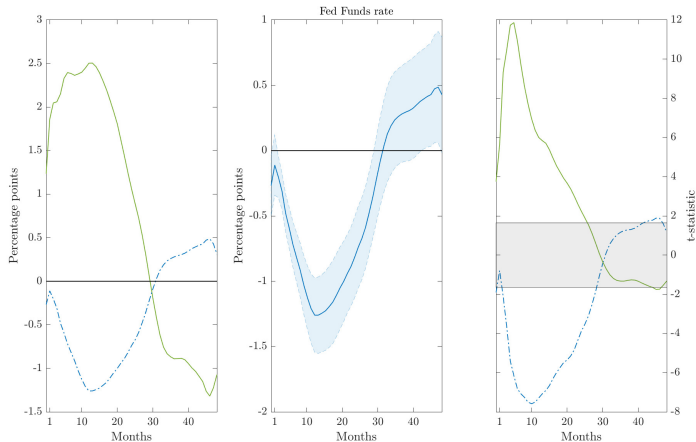 Fed Funds rate
3
2.5
2
1.5
1
0.5
0
-0.5
-1
-1.5
Percentage points
1 10 20 30 40
Months
1
0.5
0
-0.5
-1
-1.5
-2
Percentage points
1 10 20 30 40
Months
12
10
8
6
4
2
0
-2
-4
-6
-8
t-statistic
1 10 20 30 40
Months